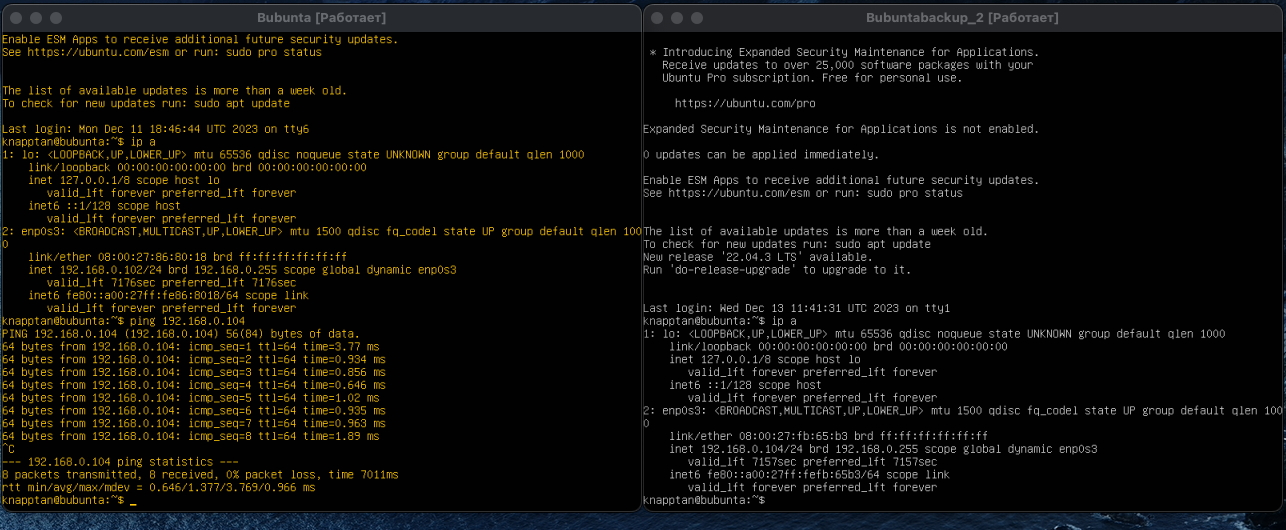 Bubunta [Работает]
Enable ESM Apps to receive additional future security updates.
See https://ubuntu.com/esm or run: sudo pro status
The list of available updates is more than a week old.
To check for new updates run: sudo apt update
Last login: Mon Dec 11 18:46:44 UTC 2023 on tty6
knapptan@bubunta:~$ ip a
1: lo: <LOOPBACK,UP,LOWER_UP> mtu 65536 qdisc noqueue state UNKNOWN group default qlen 1000
link/loopback 00:00:00:00:00:00 brd 00:00:00:00:00:00
inet 127.0.0.1/8 scope host lo
valid_lft forever preferred_lft forever
inet6 ::1/128 scope host
valid_lft forever preferred_lft forever
2: enp0s3: <BROADCAST,MULTICAST,UP,LOWER_UP> mtu 1500 qdisc fq_codel state UP group default qlen 100
0
link/ether 08:00:27:86:80:18 brd ff:ff:ff:ff:ff:ff
inet 192.168.0.102/24 brd 192.168.0.255 scope global dynamic enp0s3
valid_lft 7176sec preferred_lft 7176sec
inet6 fe80::a00:27ff:fe86:8018/64 scope link
valid_lft forever preferred_lft forever
knapptan@bubunta:~$ ping 192.168.0.104
PING 192.168.0.104 (192.168.0.104) 56(84) bytes of data.
64 bytes from 192.168.0.104: icmp_seq=1 ttl=64 time=3.77 ms
64 bytes from 192.168.0.104: icmp_seq=2 ttl=64 time=0.934 ms
64 bytes from 192.168.0.104: icmp_seq=3 ttl=64 time=0.856 ms
64 bytes from 192.168.0.104: icmp_seq=4 ttl=64 time=0.646 ms
64 bytes from 192.168.0.104: icmp_seq=5 ttl=64 time=1.02 ms
64 bytes from 192.168.0.104: icmp_seq=6 ttl=64 time=0.935 ms
64 bytes from 192.168.0.104: icmp_seq=7 ttl=64 time=0.963 ms
64 bytes from 192.168.0.104: icmp_seq=8 ttl=64 time=1.89 ms
^C
--- 192.168.0.104 ping statistics ---
8 packets transmitted, 8 received, 0% packet loss, time 7011ms
rtt min/avg/max/mdev = 0.646/1.377/3.769/0.966 ms
knapptan@bubunta:~$ _
Bubuntabackup_2 [Работает]
* Introducing Expanded Security Maintenance for Applications.
Receive updates to over 25,000 software packages with your
Ubuntu Pro subscription. Free for personal use.
https://ubuntu.com/pro
Expanded Security Maintenance for Applications is not enabled.
0 updates can be applied immediately.
Enable ESM Apps to receive additional future security updates.
See https://ubuntu.com/esm or run: sudo pro status
The list of available updates is more than a week old.
To check for new updates run: sudo apt update
New release '22.04.3 LTS' available.
Run 'do-release-upgrade' to upgrade to it.
Last login: Wed Dec 13 11:41:31 UTC 2023 on tty1
knapptan@bubunta:~$ ip a
1: lo: <LOOPBACK,UP,LOWER_UP> mtu 65536 qdisc noqueue state UNKNOWN group default qlen 1000
link/loopback 00:00:00:00:00:00 brd 00:00:00:00:00:00
inet 127.0.0.1/8 scope host lo
valid_lft forever preferred_lft forever
inet6 ::1/128 scope host
valid_lft forever preferred_lft forever
2: enp0s3: <BROADCAST,MULTICAST,UP,LOWER_UP> mtu 1500 qdisc fq_codel state UP group default qlen 100
0
link/ether 08:00:27:fb:65:b3 brd ff:ff:ff:ff:ff:ff
inet 192.168.0.104/24 brd 192.168.0.255 scope global dynamic enp0s3
valid_lft 7157sec preferred_lft 7157sec
inet6 fe80::a00:27ff:fefb:65b3/64 scope link
valid_lft forever preferred_lft forever
knapptan@bubunta:~$